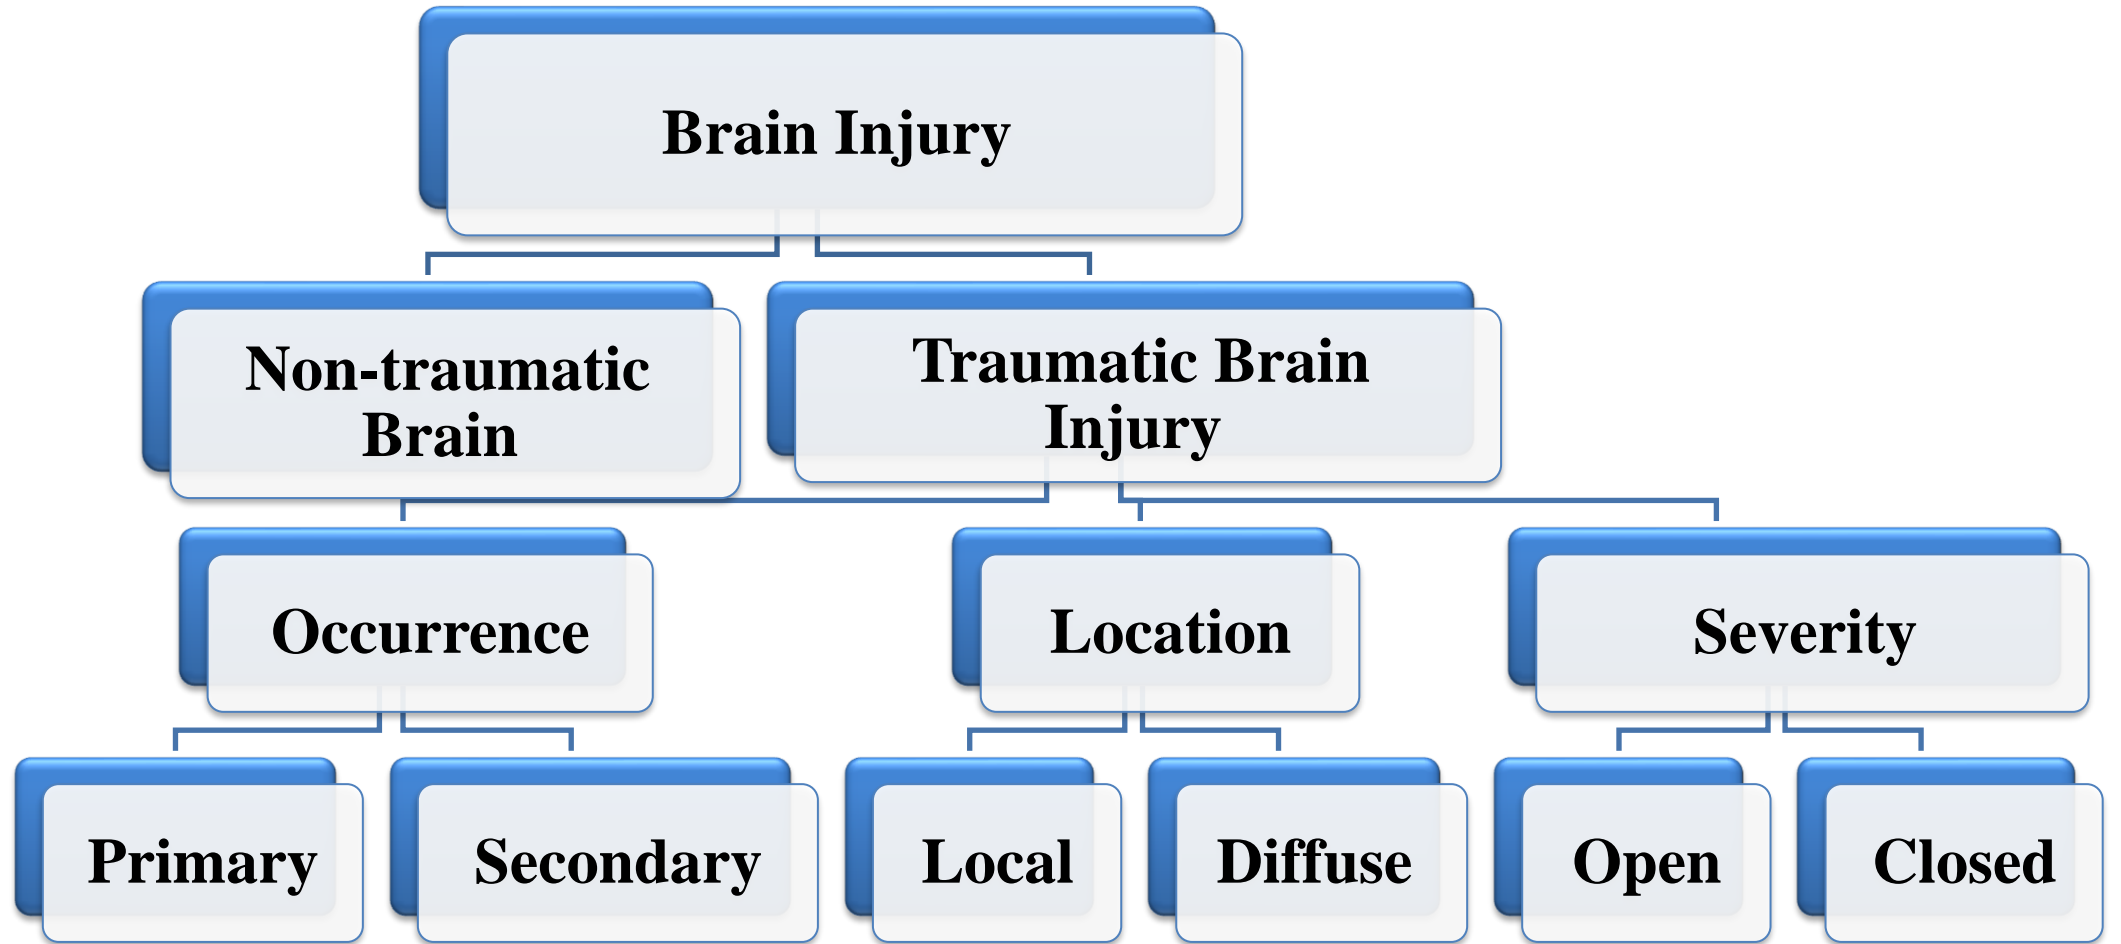 Brain Injury
Non-traumatic
Brain
Traumatic Brain
Injury
Occurrence
Location
Severity
Primary
Secondary
Local
Diffuse
Open
Closed